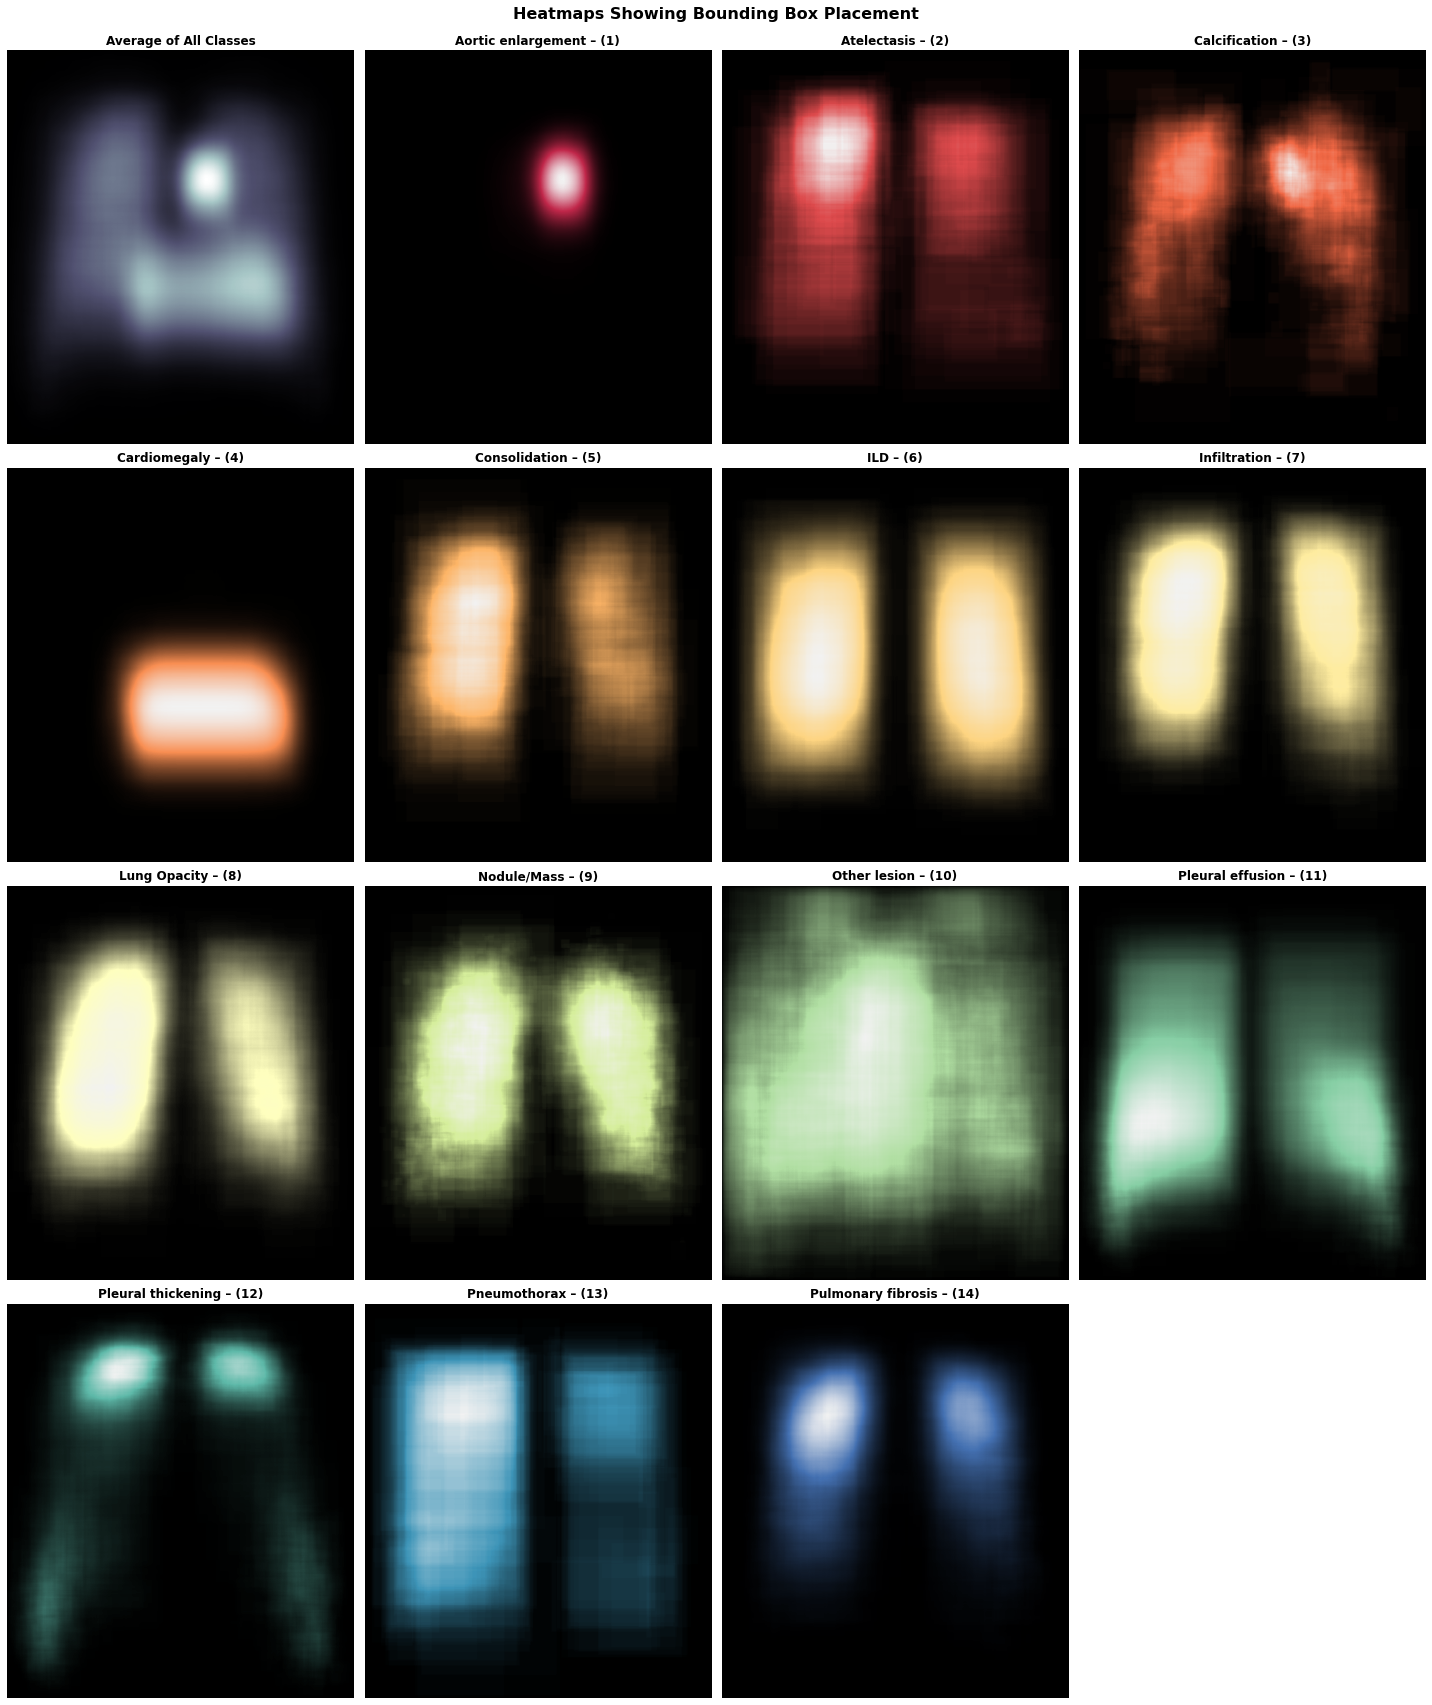 Heatmaps Showing Bounding Box Placement
Average of All Classes
Aortic enlargement – (1)
Atelectasis – (2)
Calcification – (3)
Cardiomegaly – (4)
Consolidation – (5)
ILD – (6)
Infiltration – (7)
Lung Opacity – (8)
Nodule/Mass – (9)
Other lesion – (10)
Pleural effusion – (11)
Pleural thickening – (12)
Pneumothorax – (13)
Pulmonary fibrosis – (14)